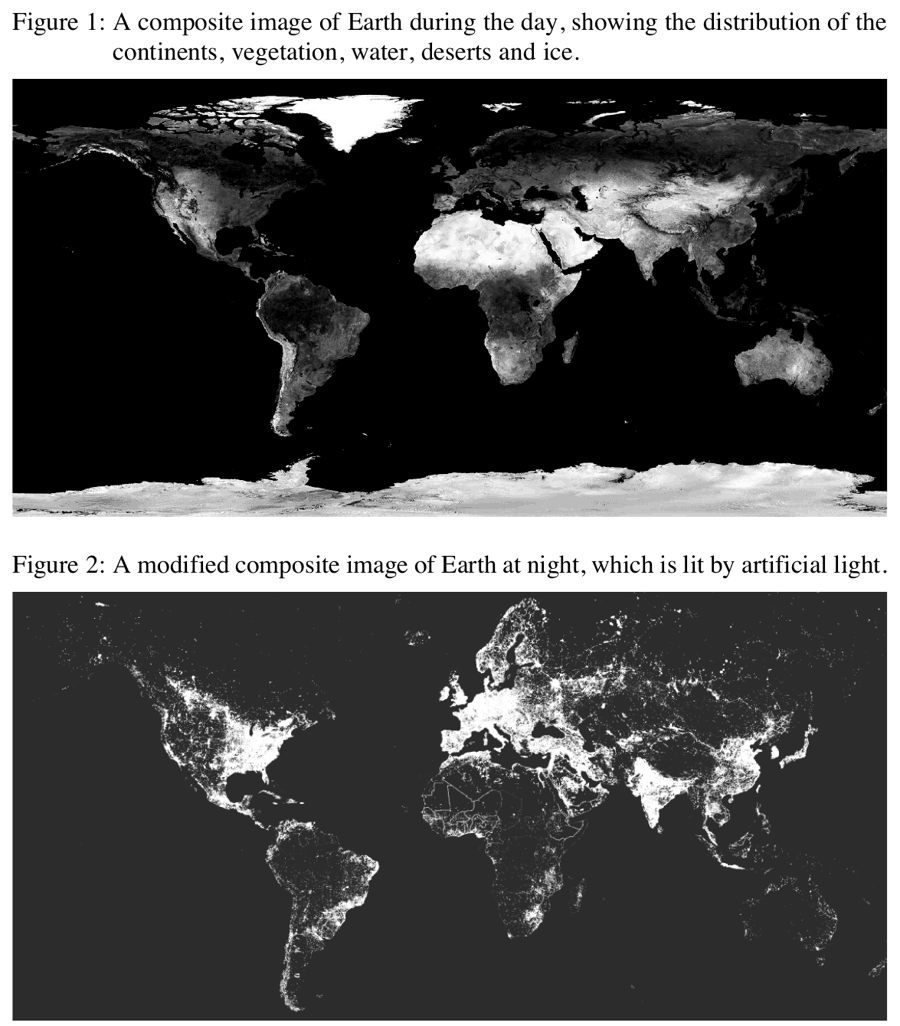 Figure 1: A composite image of Earth during the day, showing the distribution of the
continents, vegetation, water, deserts and ice.
Figure 2: A modified composite image of Earth at night, which is lit by artificial light.